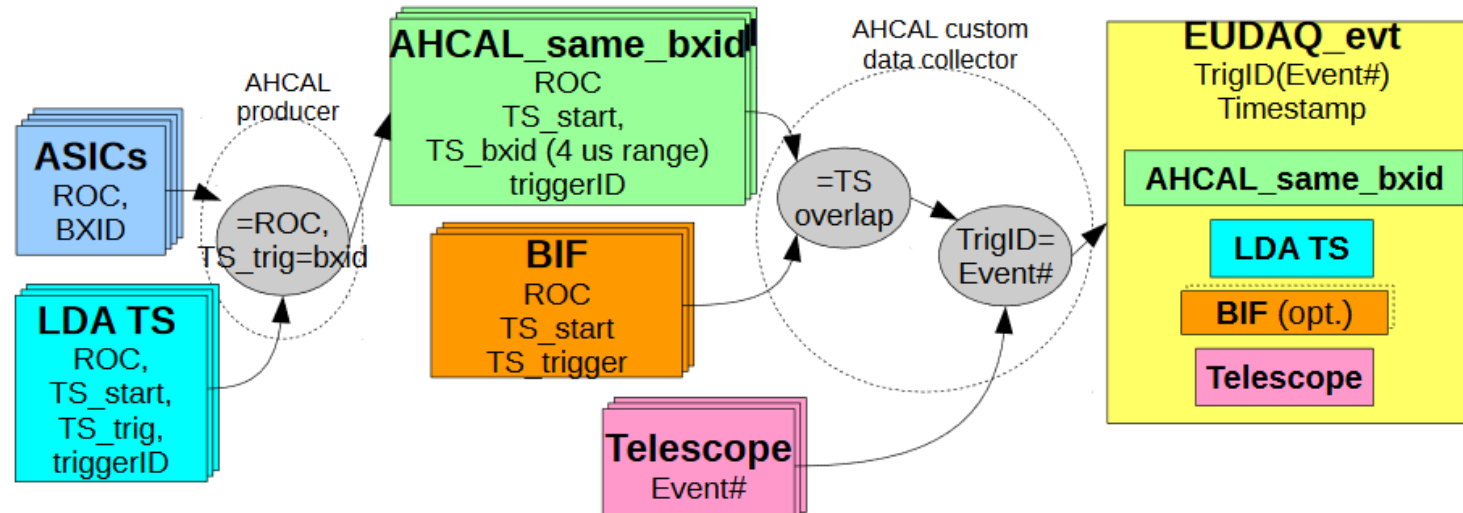 ASICs
ROC,
BXID
LDA TS
ROC,
TS_start,
TS_trig,
triggerID
AHCAL
producer
=ROC,
TS_trig=bxid
AHCAL_same_bxid
ROC
TS_start,
TS_bxid (4 us range)
triggerID
BIF
ROC
TS_start
TS_trigger
Telescope
Event#
AHCAL custom
data collector
=TS
overlap
TrigID=
Event#
EUDAQ_evt
TrigID(Event#)
Timestamp
AHCAL_same_bxid
LDA TS
BIF (opt.)
Telescope